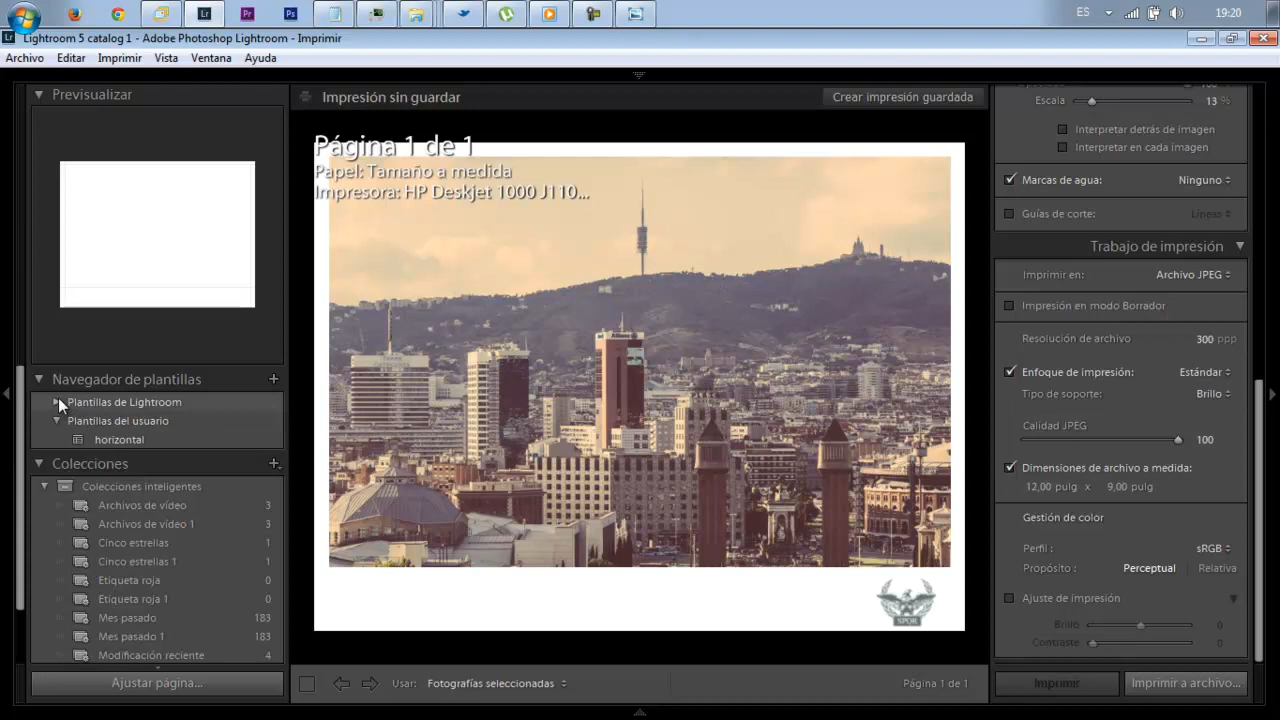 ES
19:20
Lightroom 5 catalog 1 - Adobe Photoshop Lightroom - Imprimir
Archivo Editar Imprimir Vista Ventana Ayuda
Previsualizar
Navegador de plantillas
Plantillas de Lightroom
Plantillas del usuario
horizontal
Colecciones
Colecciones inteligentes
Archivos de vídeo 3
Archivos de vídeo 1 3
Cinco estrellas 1
Cinco estrellas 1 1
Etiqueta roja 0
Etiqueta roja 1 0
Mes pasado 183
Mes pasado 1 183
Modificación reciente 4
Ajustar página...
Impresión sin guardar
Crear impresión guardada
Página 1 de 1
Papel: Tamaño a medida
Impresora: HP Deskjet 1000 J110...
SPQR
Usar: Fotografías seleccionadas
Página 1 de 1
Escala 13 %
Interpretar detrás de imagen
Interpretar en cada imagen
Marcas de agua: Ninguno
Guías de corte: Líneas
Trabajo de impresión
Imprimir en: Archivo JPEG
Impresión en modo Borrador
Resolución de archivo 300 ppp
Enfoque de impresión: Estándar
Tipo de soporte: Brillo
Calidad JPEG
100
Dimensiones de archivo a medida:
12,00 pulg x 9,00 pulg
Gestión de color
Perfil : sRGB
Propósito : Perceptual Relativa
Ajuste de impresión
Brillo 0
Contraste 0
Imprimir
Imprimir a archivo...